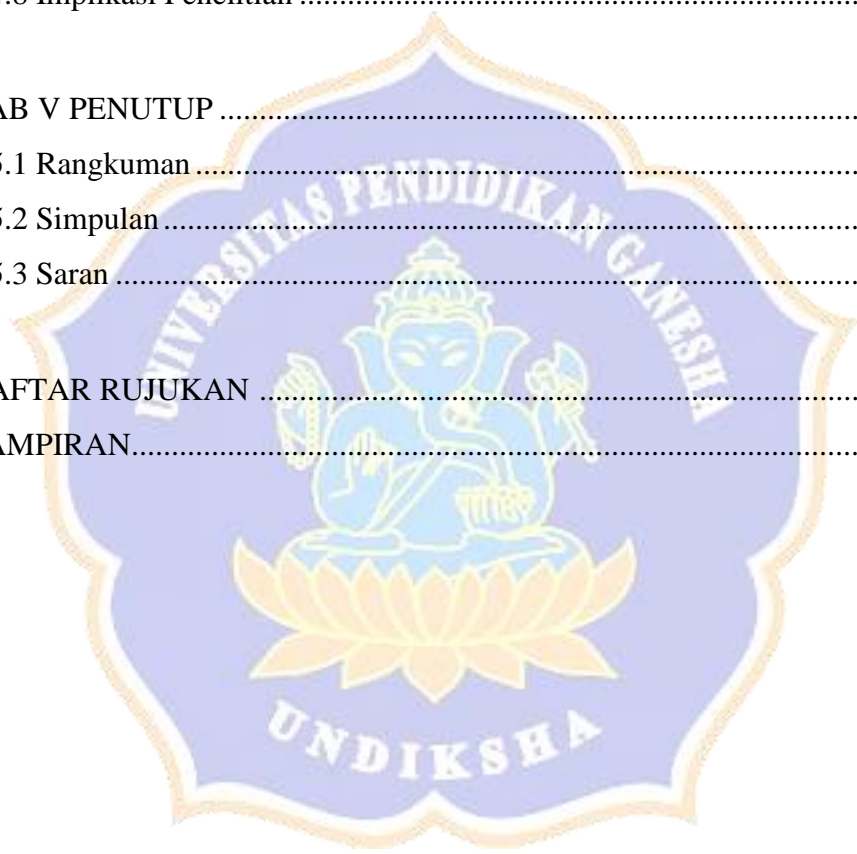 .6 Implikasi Penelitian ........................................................................
AB V PENUTUP ........................................................................
5.1 Rangkuman ........................................................................
5.2 Simpulan ........................................................................
5.3 Saran ........................................................................
AFTAR RUJUKAN ........................................................................
AMPIRAN ........................................................................
UNIVERSITAS PENDIDIKAN GANESHA
UNDIKSHA